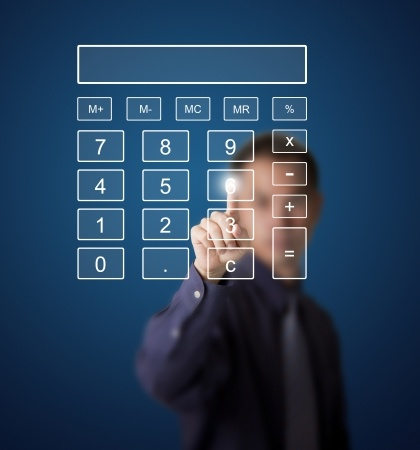 M+ M- MC MR %
7 8 9 x
4 5 6 -
1 2 3 +
0 . c =